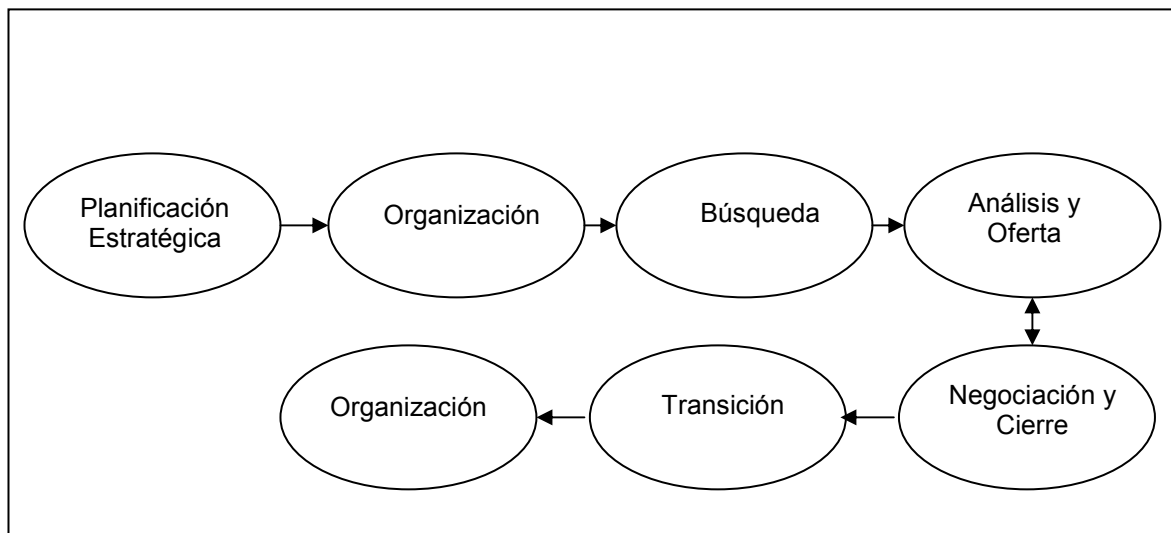 Planificación
Estratégica
Organización
Búsqueda
Análisis y
Oferta
Organización
Transición
Negociación y
Cierre